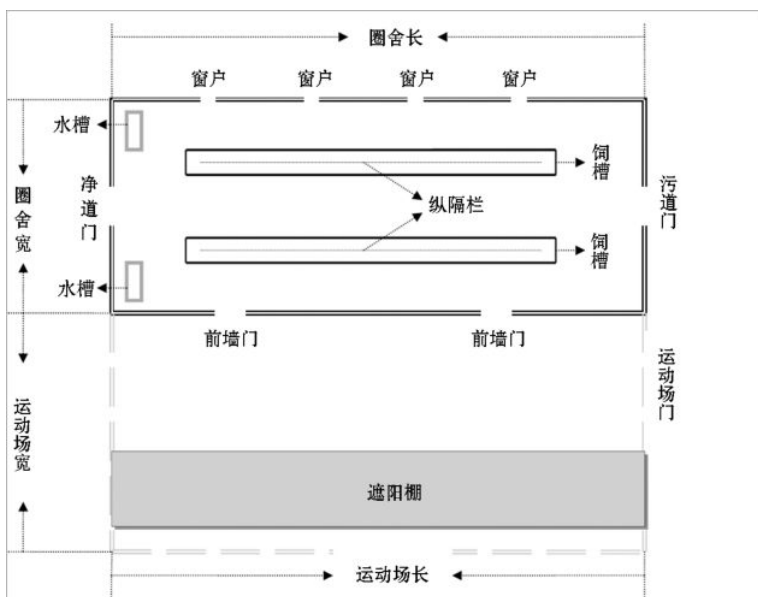 圈舍长
窗户
窗户
窗户
窗户
水槽
饲槽
净道门
污道门
圈舍宽
纵隔栏
饲槽
水槽
前墙门
前墙门
运动场门
运动场宽
遮阳棚
运动场长